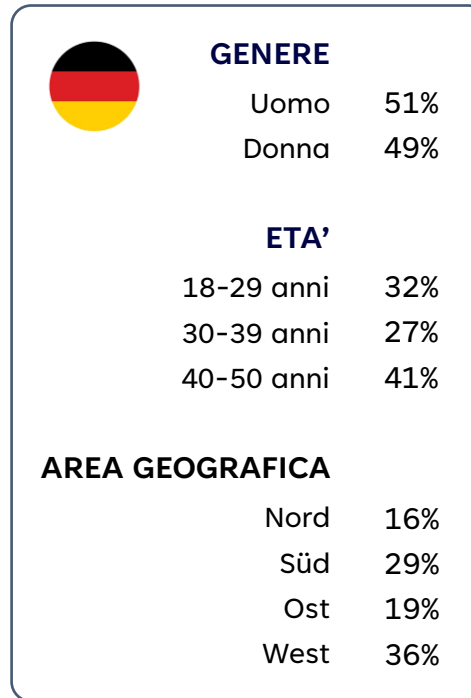 GENERE
Uomo 51%
Donna 49%
ETA’
18-29 anni 32%
30-39 anni 27%
40-50 anni 41%
AREA GEOGRAFICA
Nord 16%
Süd 29%
Ost 19%
West 36%